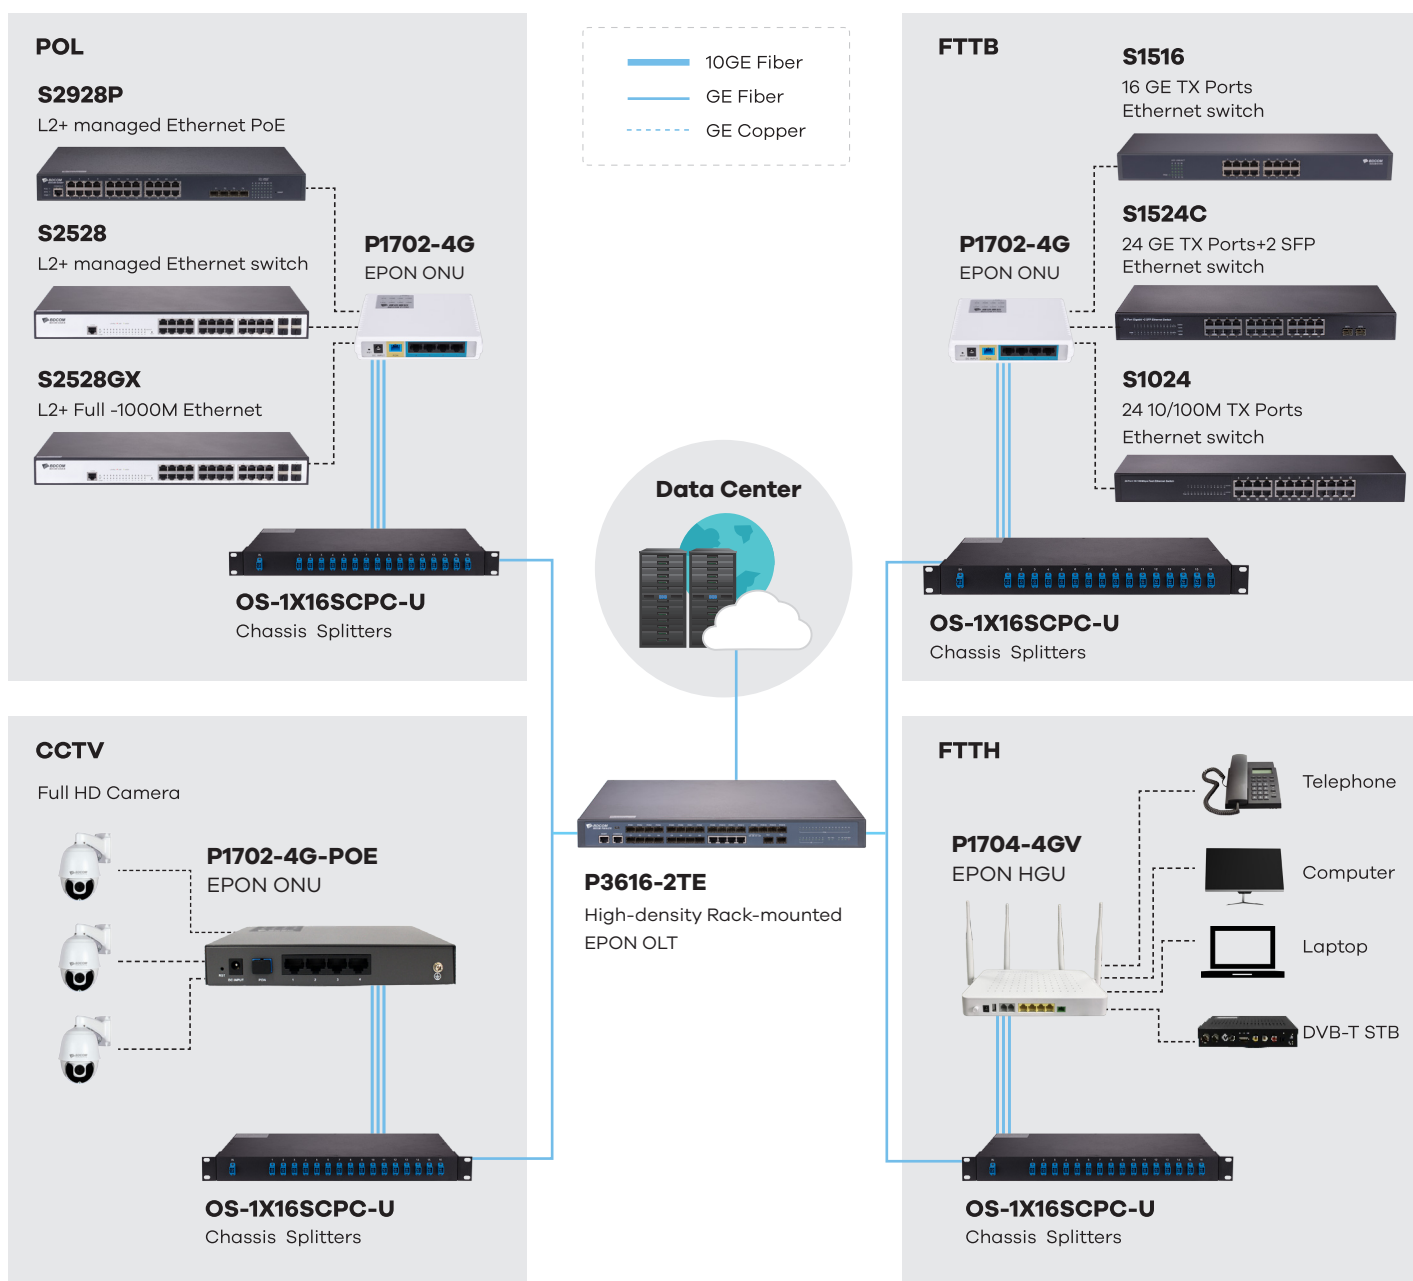 POL
S2928P
L2+ managed Ethernet PoE
S2528
L2+ managed Ethernet switch
P1702-4G
EPON ONU
S2528GX
L2+ Full -1000M Ethernet
OS-1X16SCPC-U
Chassis Splitters
10GE Fiber
GE Fiber
GE Copper
FTTB
S1516
16 GE TX Ports
Ethernet switch
P1702-4G
EPON ONU
S1524C
24 GE TX Ports+2 SFP
Ethernet switch
S1024
24 10/100M TX Ports
Ethernet switch
OS-1X16SCPC-U
Chassis Splitters
Data Center
P3616-2TE
High-density Rack-mounted
EPON OLT
CCTV
Full HD Camera
P1702-4G-POE
EPON ONU
OS-1X16SCPC-U
Chassis Splitters
FTTH
Telephone
P1704-4GV
EPON HGU
Computer
Laptop
DVB-T STB
OS-1X16SCPC-U
Chassis Splitters